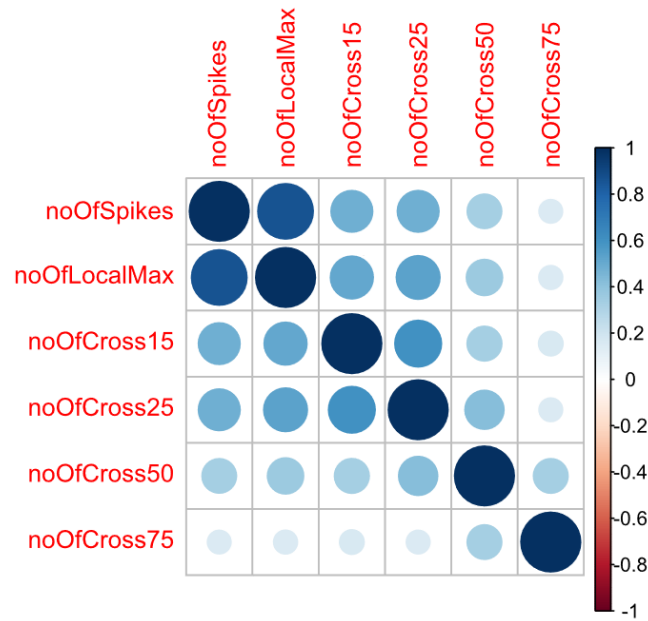 noOfSpikes
noOfLocalMax
noOfCross15
noOfCross25
noOfCross50
noOfCross75
noOfSpikes
noOfLocalMax
noOfCross15
noOfCross25
noOfCross50
noOfCross75
1
0.8
0.6
0.4
0.2
0
-0.2
-0.4
-0.6
-0.8
-1